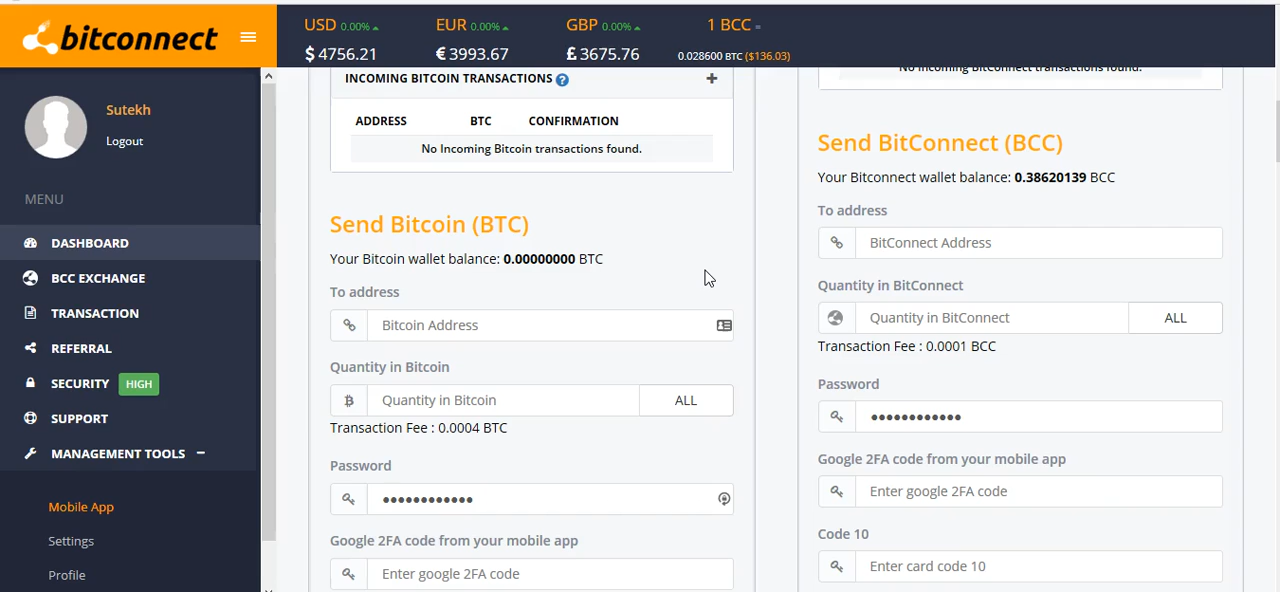 bitconnect
USD 0.00%
$ 4756.21
EUR 0.00%
€ 3993.67
GBP 0.00%
£ 3675.76
1 BCC =
0.028600 BTC ($136.03)
Sutekh
Logout
MENU
DASHBOARD
BCC EXCHANGE
TRANSACTION
REFERRAL
SECURITY HIGH
SUPPORT
MANAGEMENT TOOLS
Mobile App
Settings
Profile
INCOMING BITCOIN TRANSACTIONS ?
ADDRESS BTC CONFIRMATION
No Incoming Bitcoin transactions found.
Send Bitcoin (BTC)
Your Bitcoin wallet balance: 0.00000000 BTC
To address
Bitcoin Address
Quantity in Bitcoin
Quantity in Bitcoin ALL
Transaction Fee : 0.0004 BTC
Password
••••••••••••
Google 2FA code from your mobile app
Enter google 2FA code
No Incoming BitConnect transactions found.
Send BitConnect (BCC)
Your Bitconnect wallet balance: 0.38620139 BCC
To address
BitConnect Address
Quantity in BitConnect
Quantity in BitConnect ALL
Transaction Fee : 0.0001 BCC
Password
••••••••••••
Google 2FA code from your mobile app
Enter google 2FA code
Code 10
Enter card code 10